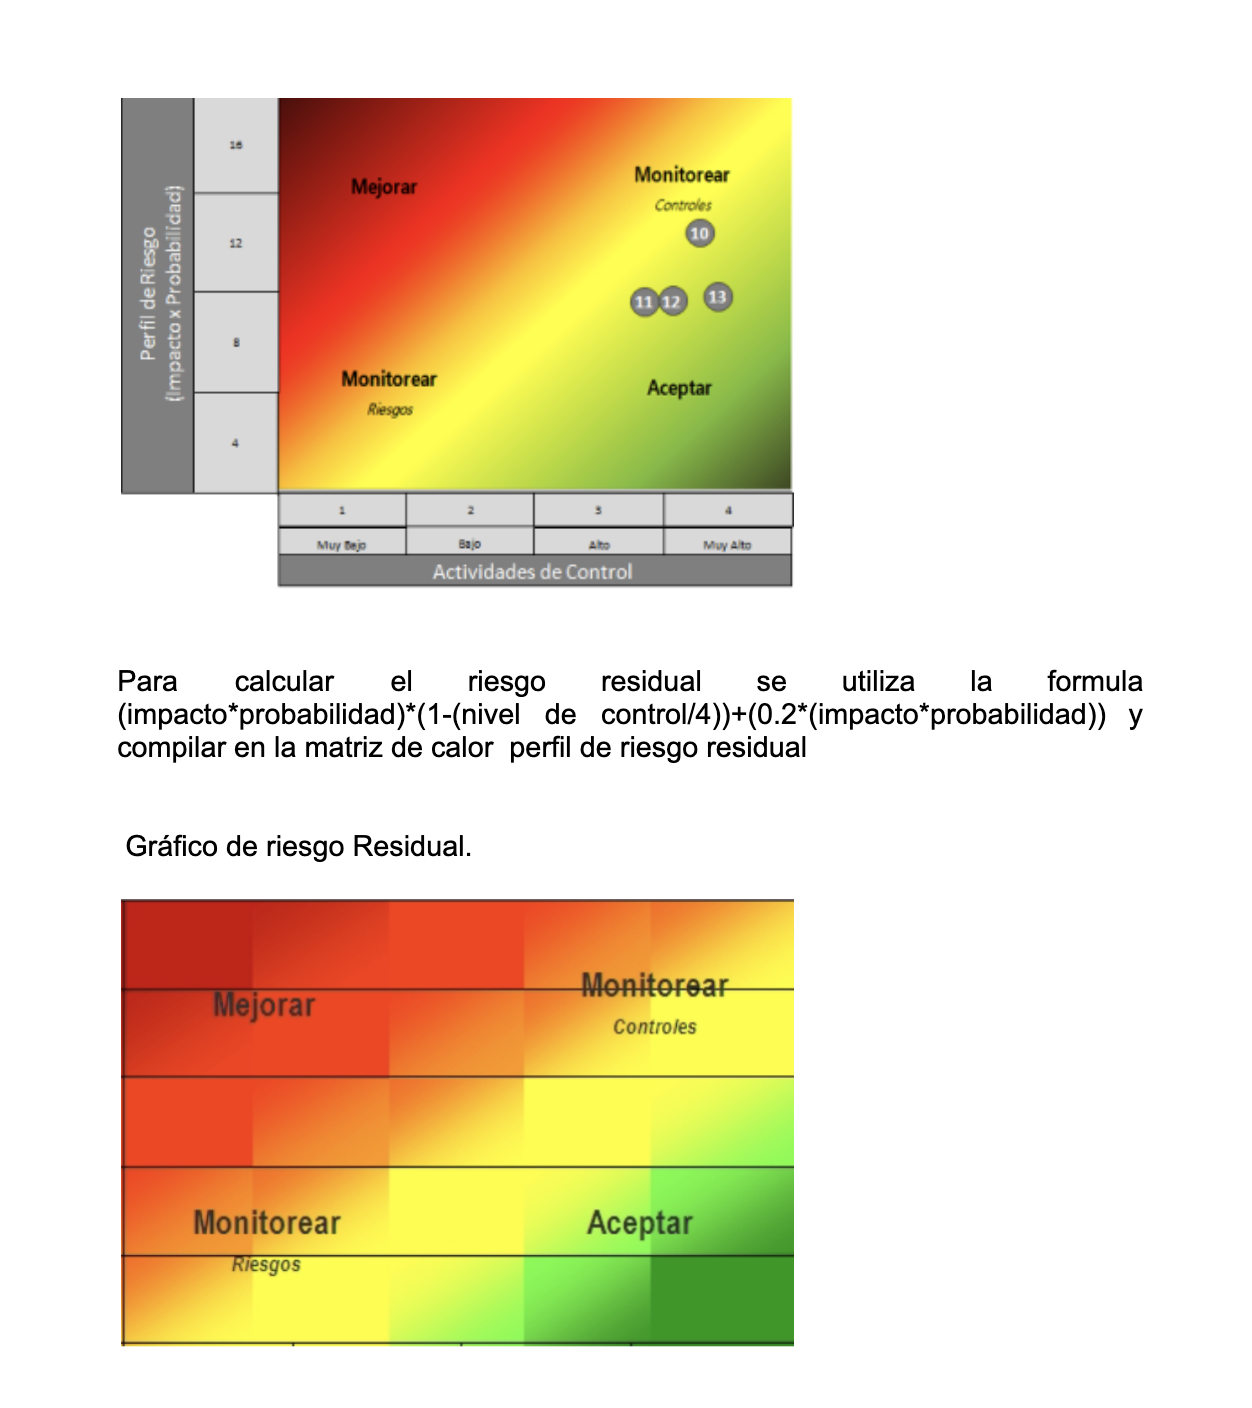 Perfil de Riesgo
(Impacto x Probabilidad)
16
12
8
4
Mejorar
Monitorear
Controles
10
11
12
13
Monitorear
Riesgos
Aceptar
1
2
3
4
Muy Bajo
Bajo
Alto
Muy Alto
Actividades de Control
Para calcular el riesgo residual se utiliza la formula
(impacto*probabilidad)*(1-(nivel de control/4))+(0.2*(impacto*probabilidad)) y
compilar en la matriz de calor perfil de riesgo residual
Gráfico de riesgo Residual.
Mejorar
Monitorear
Controles
Monitorear
Riesgos
Aceptar